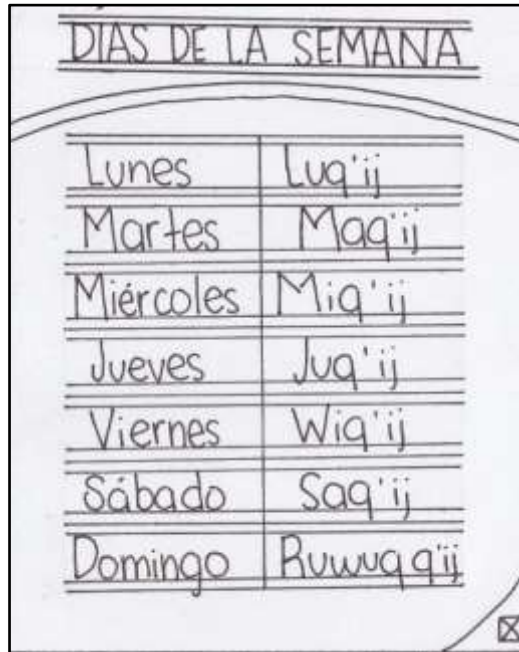 DIAS DE LA SEMANA
Lunes Luq'ij
Martes Maq'ij
Miércoles Miq'ij
Jueves Juq'ij
Viernes Wiq'ij
Sábado Saq'ij
Domingo Ruwuq q'ij